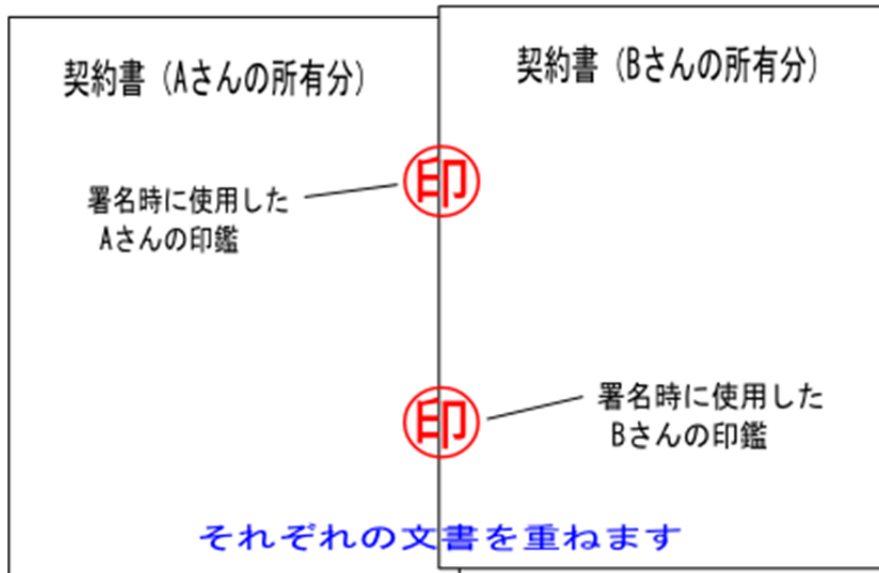 契約書（Aさんの所有分）
契約書（Bさんの所有分）
印
署名時に使用した
Aさんの印鑑
印
署名時に使用した
Bさんの印鑑
それぞれの文書を重ねます